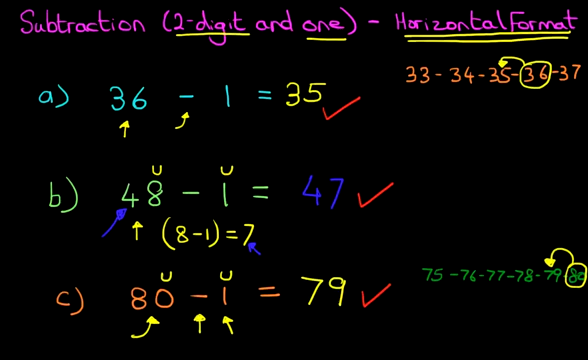 Subtraction (2-digit and one) - Horizontal Format
33 - 34 - 35 - 36 - 37
a) 36 - 1 = 35
b) 48 - 1 = 47
(8-1) = 7
75 - 76 - 77 - 78 - 79 - 80
c) 80 - 1 = 79